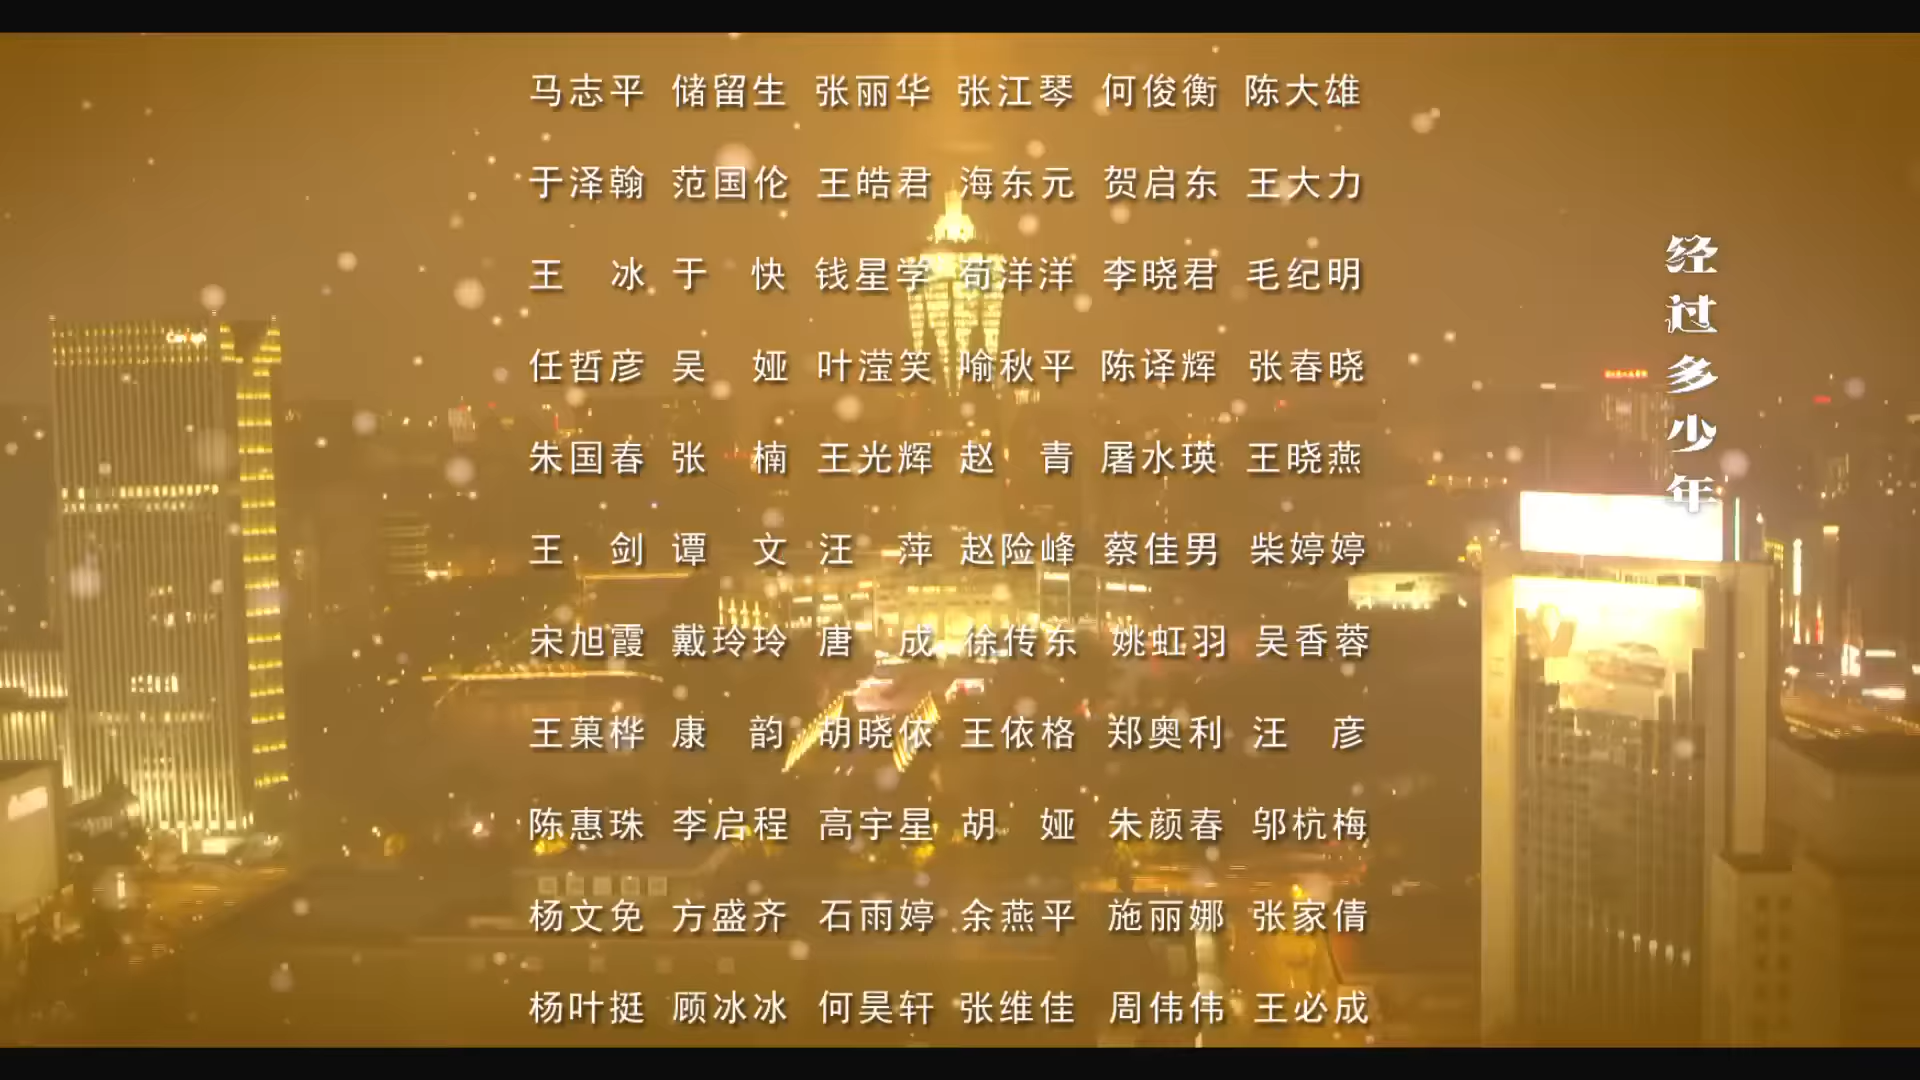 马志平 储留生 张丽华 张江琴 何俊衡 陈大雄
于泽翰 范国伦 王皓君 海东元 贺启东 王大力
王 冰 于 快 钱星学 荀洋洋 李晓君 毛纪明
任哲彦 吴 娅 叶滢笑 喻秋平 陈译辉 张春晓
朱国春 张 楠 王光辉 赵 青 屠水瑛 王晓燕
王 剑 谭 文 汪 萍 赵险峰 蔡佳男 柴婷婷
宋旭霞 戴玲玲 唐 成 徐传东 姚虹羽 吴香蓉
王菓桦 康 韵 胡晓依 王依格 郑奥利 汪 彦
陈惠珠 李启程 高宇星 胡 娅 朱颜春 邬杭梅
杨文免 方盛齐 石雨婷 余燕平 施丽娜 张家倩
杨叶挺 顾冰冰 何昊轩 张维佳 周伟伟 王必成
经过多少年